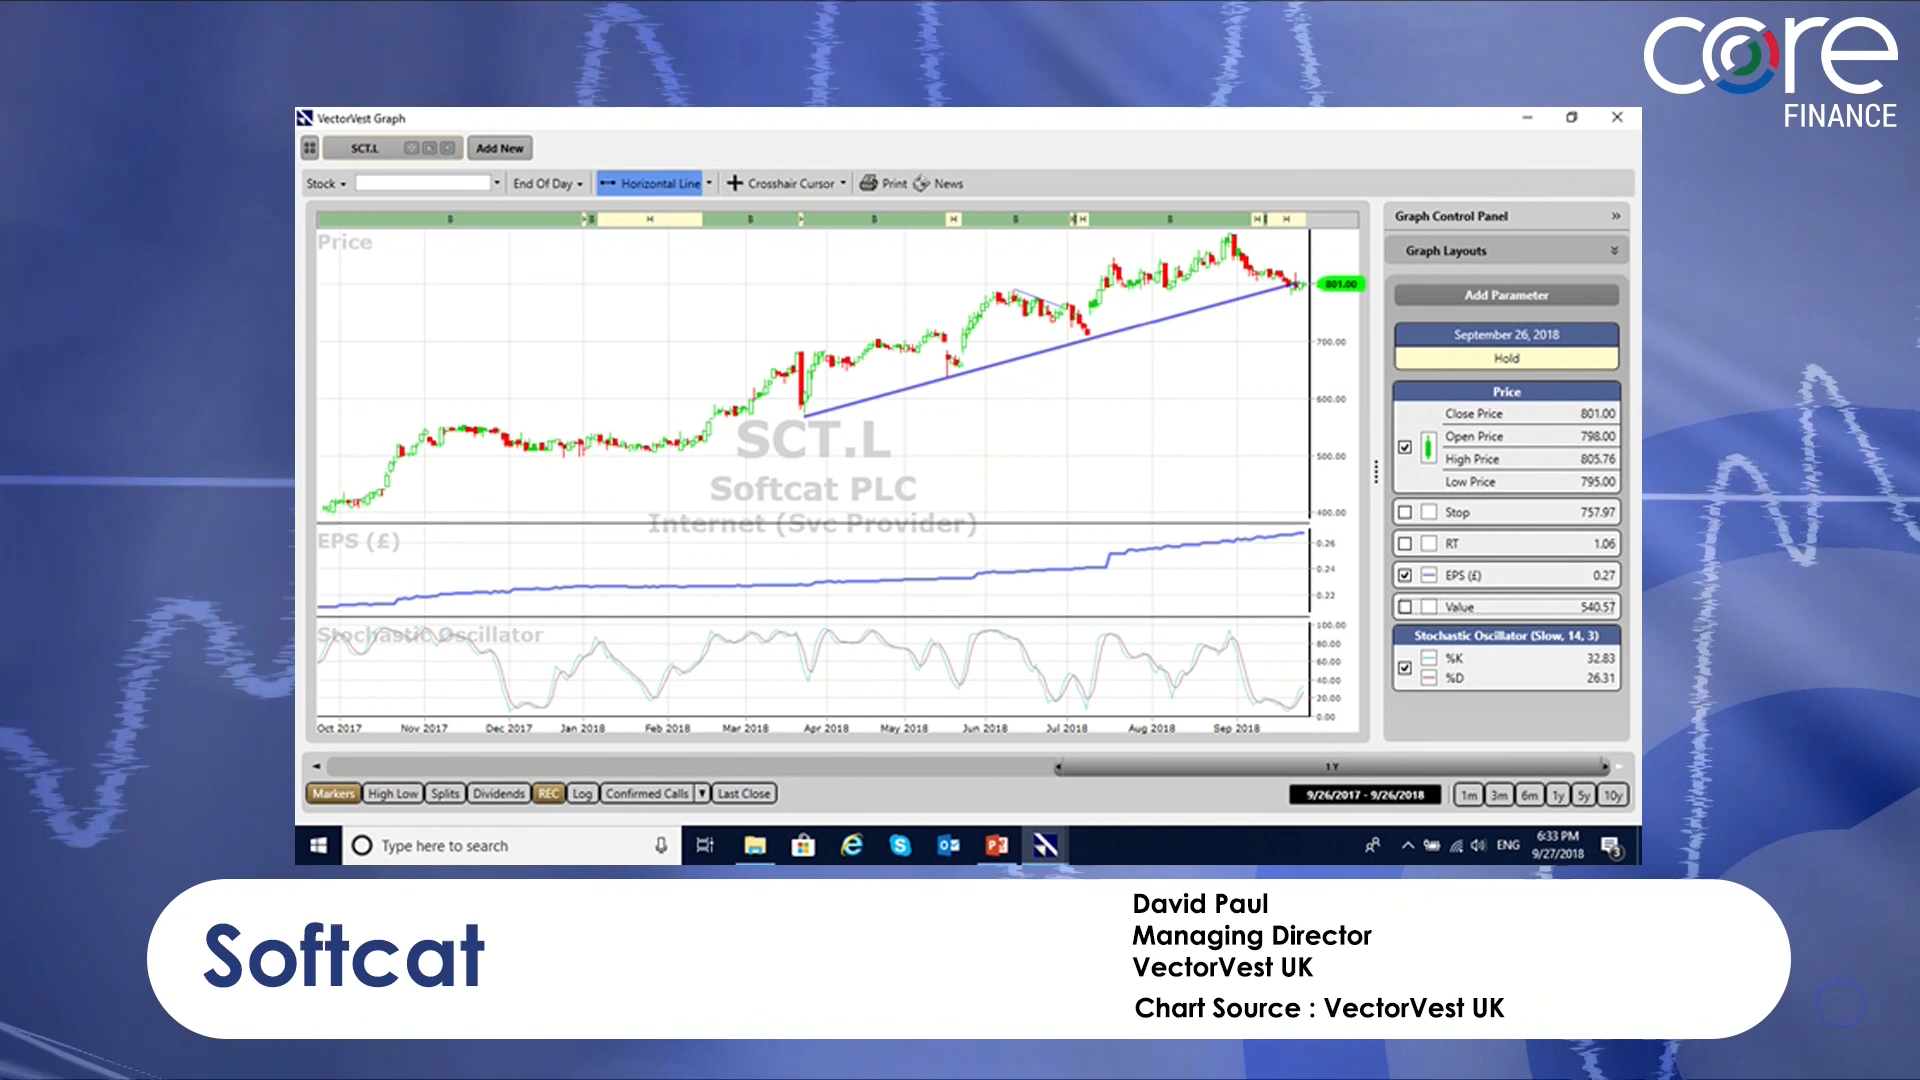 core
FINANCE
VectorVest Graph
SCT.L
Add New
Stock
End Of Day
Horizontal Line
Crosshair Cursor
Print
News
B
B
H
B
B
H
B
H
B
H
H
Price
801.00
700.00
600.00
500.00
400.00
SCT.L
Softcat PLC
Internet (Svc Provider)
EPS (£)
0.26
0.24
0.22
Stochastic Oscillator
100.00
80.00
60.00
40.00
20.00
0.00
Oct 2017
Nov 2017
Dec 2017
Jan 2018
Feb 2018
Mar 2018
Apr 2018
May 2018
Jun 2018
Jul 2018
Aug 2018
Sep 2018
Graph Control Panel
Graph Layouts
Add Parameter
September 26, 2018
Hold
Price
Close Price 801.00
Open Price 798.00
High Price 805.76
Low Price 795.00
Stop 757.97
RT 1.06
EPS (£) 0.27
Value 540.57
Stochastic Oscillator (Slow, 14, 3)
%K 32.83
%D 26.31
1Y
Markers
High Low
Splits
Dividends
REC
Log
Confirmed Calls
Last Close
9/26/2017 - 9/26/2018
1m
3m
6m
1y
5y
10y
Type here to search
ENG
6:33 PM
9/27/2018
3
Softcat
David Paul
Managing Director
VectorVest UK
Chart Source : VectorVest UK